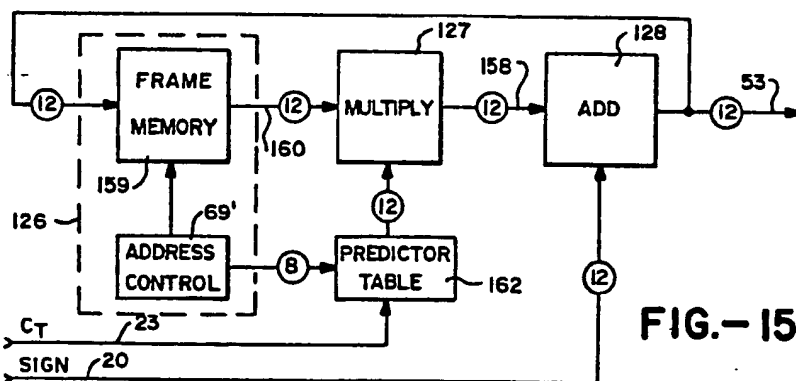 127
128
FRAME
MEMORY
12
12
MULTIPLY
158
12
ADD
12
53
160
159
126
69'
ADDRESS
CONTROL
8
12
PREDICTOR
TABLE
162
12
CT
23
SIGN
20
FIG.-15